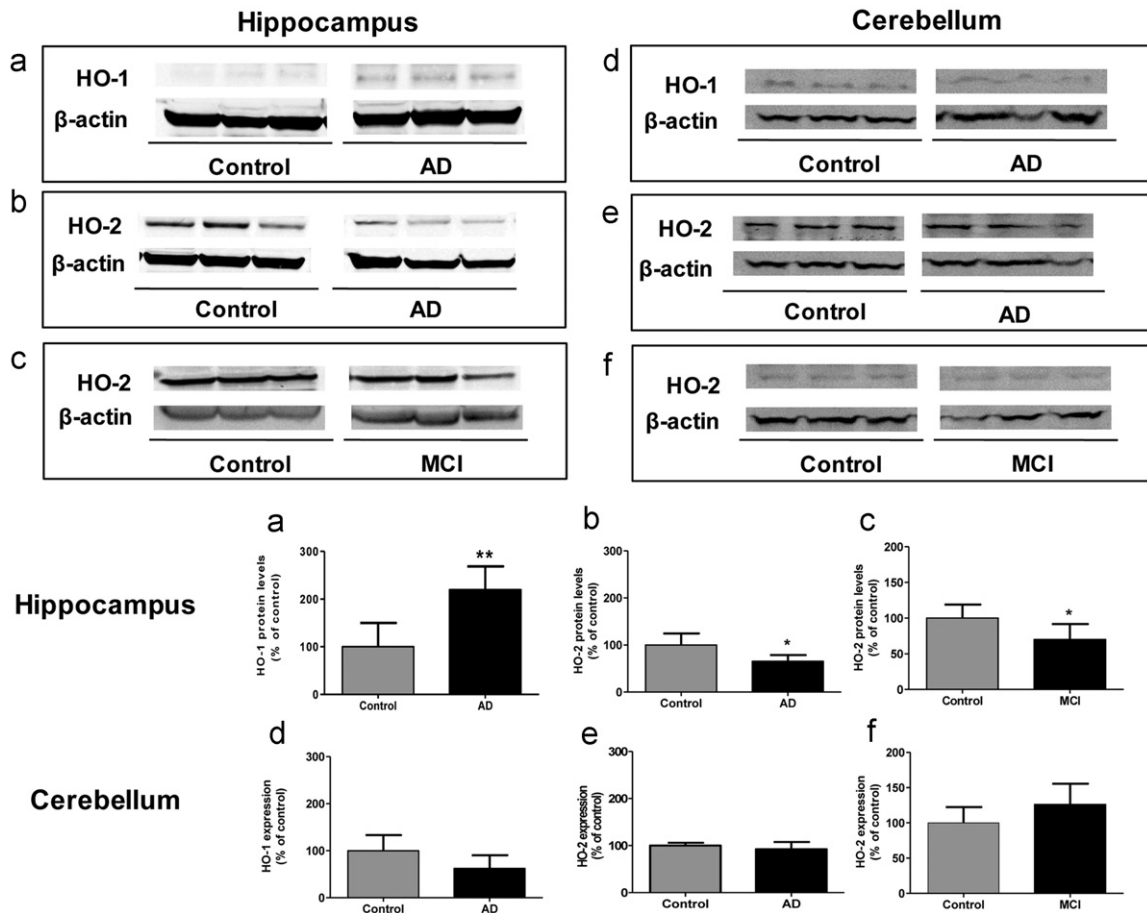 Hippocampus
a
HO-1
β-actin
Control AD
b
HO-2
β-actin
Control AD
c
HO-2
β-actin
Control MCI
Cerebellum
d
HO-1
β-actin
Control AD
e
HO-2
β-actin
Control AD
f
HO-2
β-actin
Control MCI
Hippocampus
a
HO-1 protein levels
(% of control)
300
200
100
0
**
Control AD
b
HO-2 protein levels
(% of control)
300
200
100
0
*
Control AD
c
HO-2 protein levels
(% of control)
200
150
100
50
0
*
Control MCI
Cerebellum
d
HO-1 expression
(% of control)
300
200
100
0
Control AD
e
HO-2 expression
(% of control)
300
200
100
0
Control AD
f
HO-2 expression
(% of control)
200
150
100
50
0
Control MCI